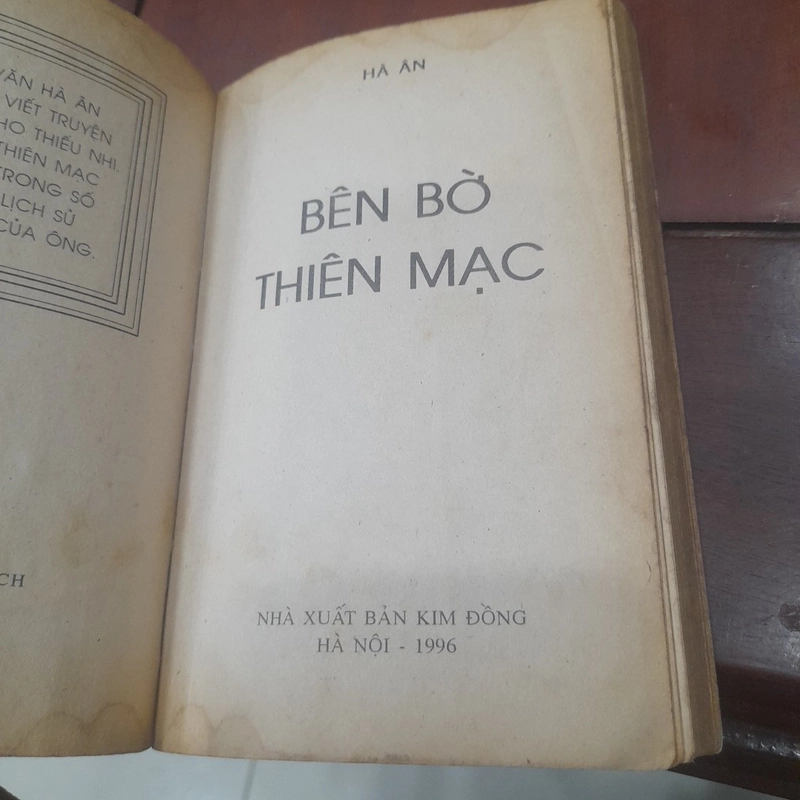 VĂN HÀ ÂN
VIẾT TRUYỆN
CHO THIẾU NHI.
THIÊN MẠC
TRONG SỐ
LỊCH SỬ
CỦA ÔNG.
CH
HÀ ÂN
BÊN BỜ
THIÊN MẠC
NHÀ XUẤT BẢN KIM ĐỒNG
HÀ NỘI - 1996